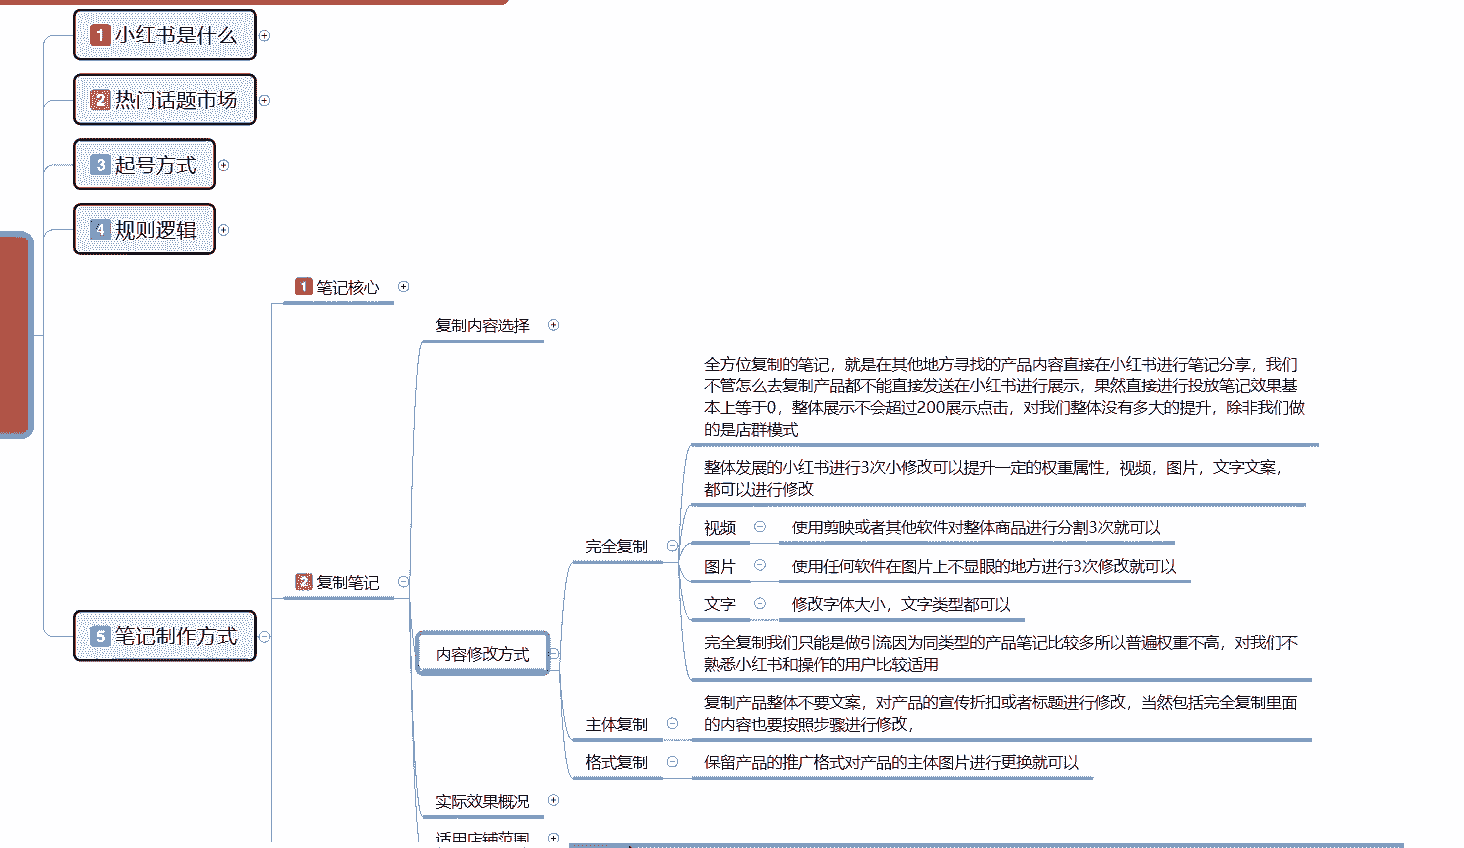 1 小红书是什么
2 热门话题市场
3 起号方式
4 规则逻辑
1 笔记核心
复制内容选择
全方位复制的笔记，就是在其他地方寻找的产品内容直接在小红书进行笔记分享，我们
不管怎么去复制产品都不能直接发送在小红书进行展示，果然直接进行投放笔记效果基
本上等于0，整体展示不会超过200展示点击，对我们整体没有多大的提升，除非我们做
的是店群模式
整体发展的小红书进行3次小修改可以提升一定的权重属性，视频，图片，文字文案，
都可以进行修改
视频 使用剪映或者其他软件对整体商品进行分割3次就可以
完全复制
图片 使用任何软件在图片上不显眼的地方进行3次修改就可以
2 复制笔记
文字 修改字体大小，文字类型都可以
5 笔记制作方式
内容修改方式
完全复制我们只能是做引流因为同类型的产品笔记比较多所以普遍权重不高，对我们不
熟悉小红书和操作的用户比较适用
复制产品整体不要文案，对产品的宣传折扣或者标题进行修改，当然包括完全复制里面
的内容也要按照步骤进行修改，
主体复制
格式复制 保留产品的推广格式对产品的主体图片进行更换就可以
实际效果概况
适用店铺范围